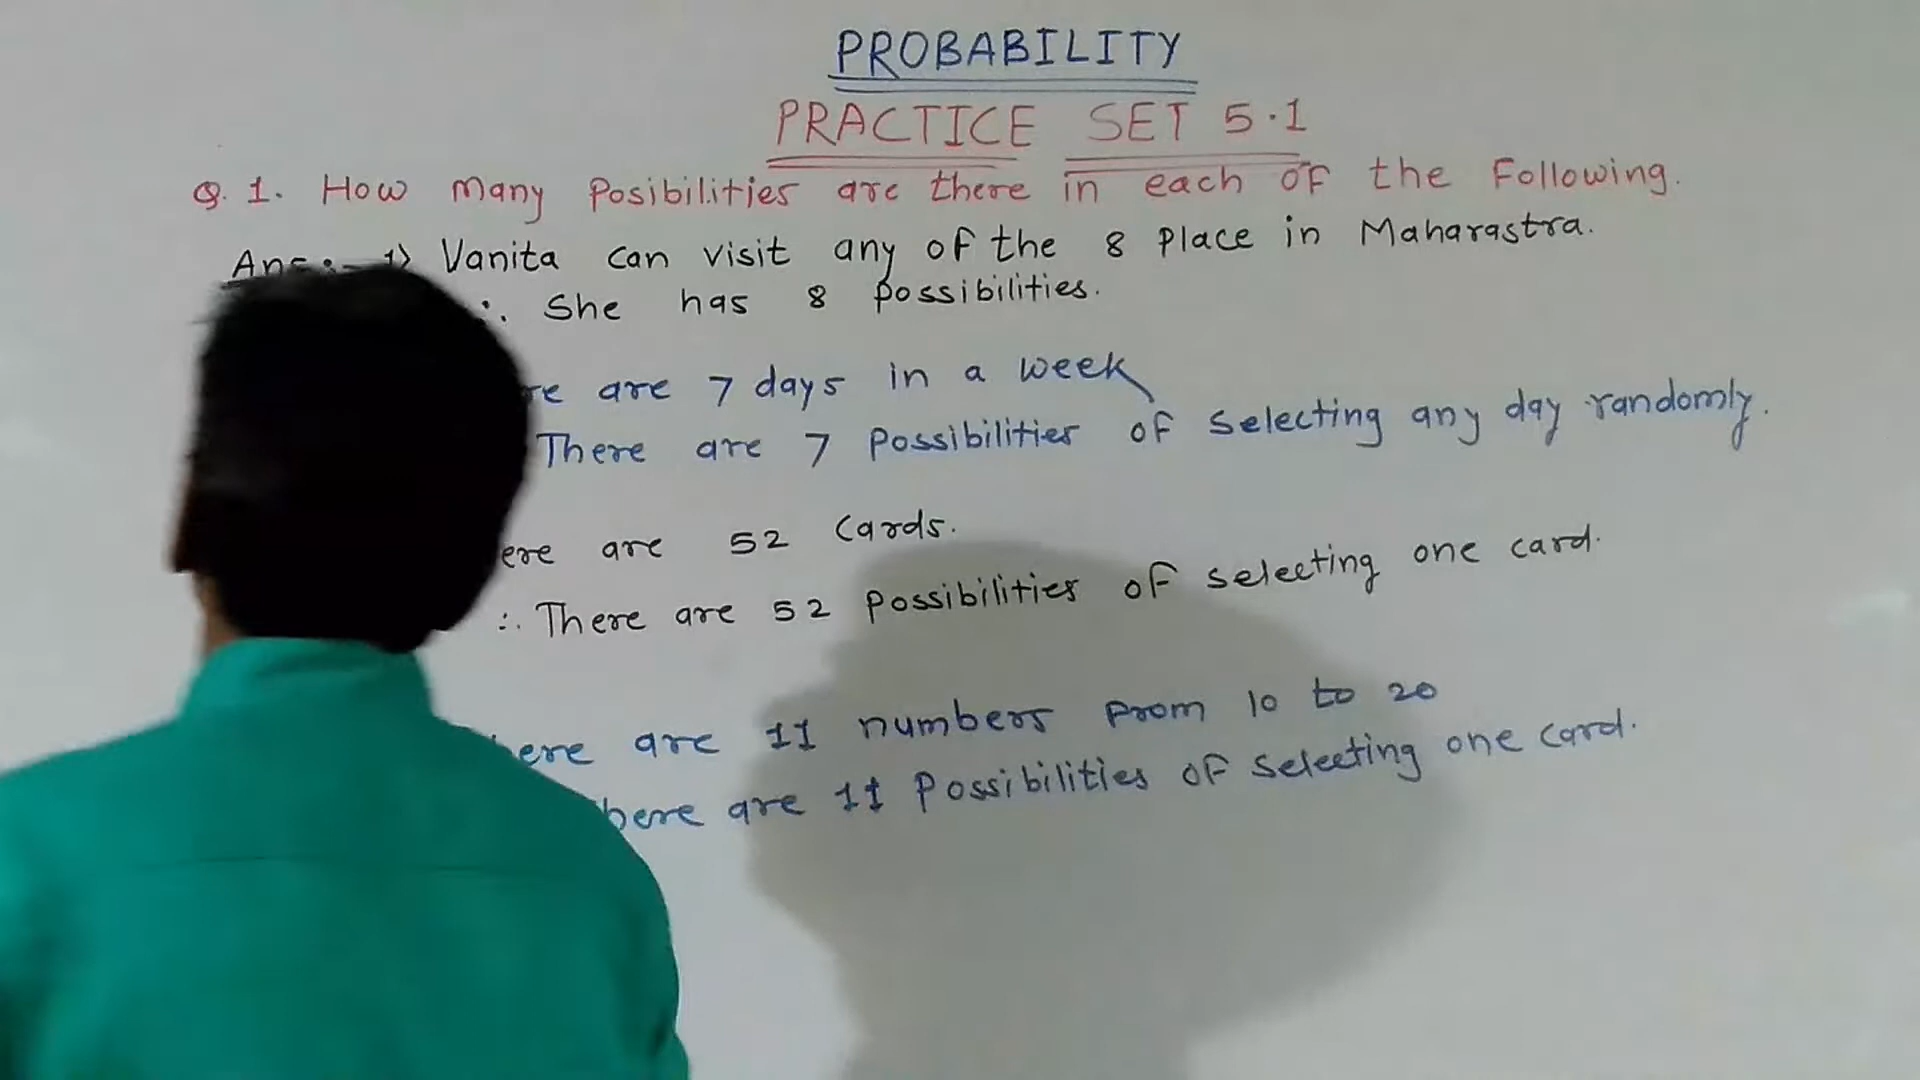 PROBABILITY
PRACTICE SET 5.1
Q. 1. How many Posibilities are there in each of the Following.
Ans:- 1) Vanita can visit any of the 8 Place in Maharastra.
∴ She has 8 possibilities.
are 7 days in a week
There are 7 Possibilities of selecting any day randomly.
are 52 cards.
∴ There are 52 Possibilities of selecting one card.
are 11 numbers From 10 to 20
are 11 Possibilities of selecting one card.